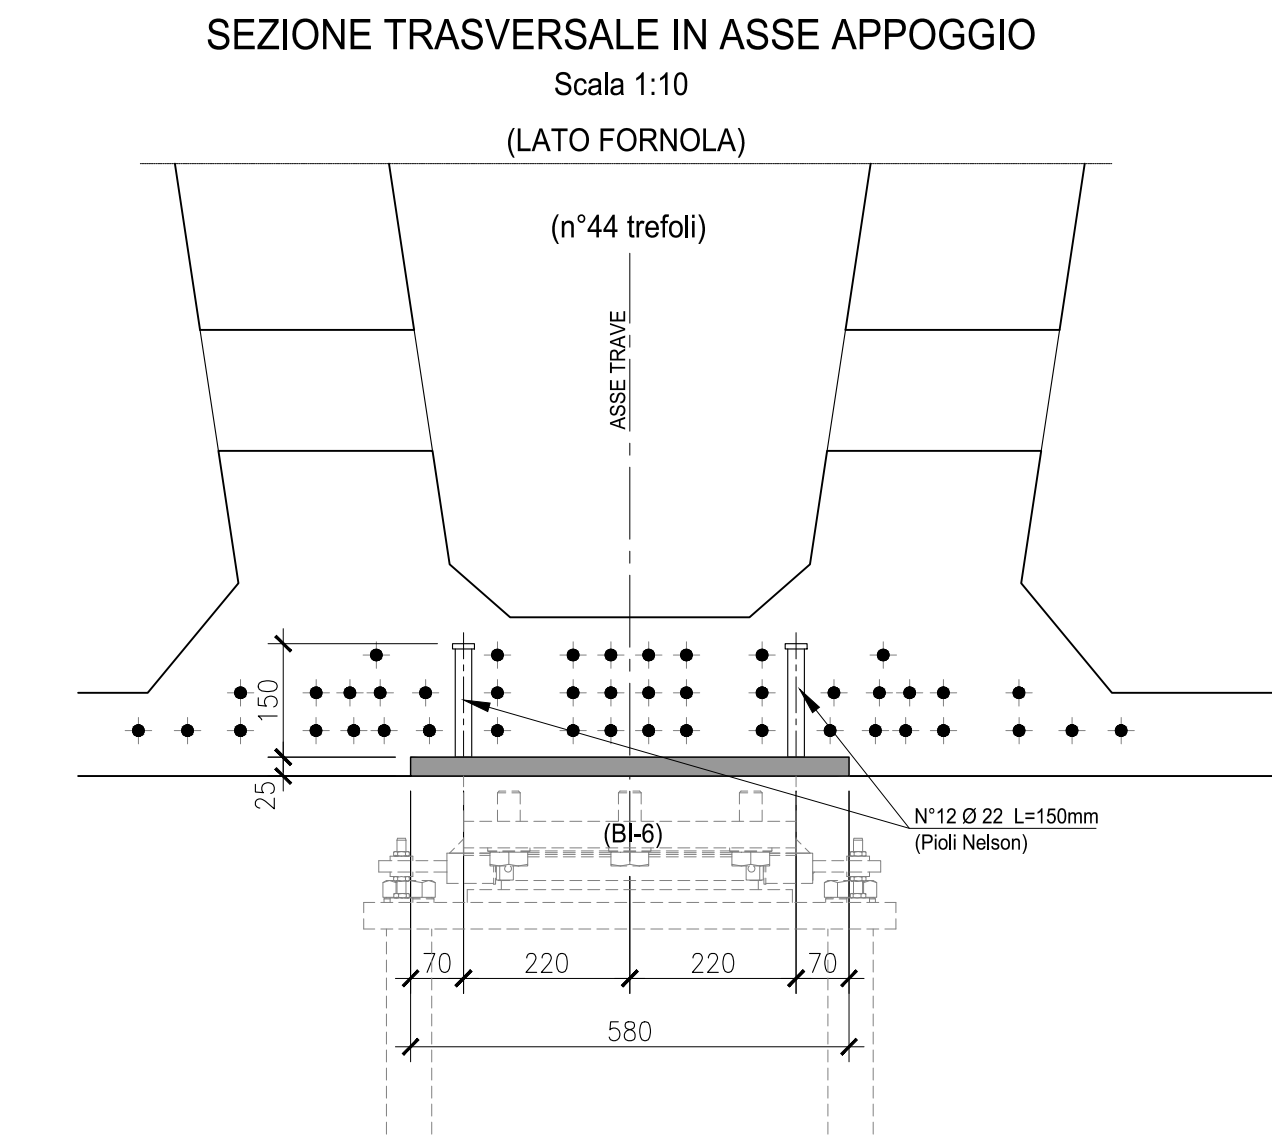 SEZIONE TRASVERSALE IN ASSE APPOGGIO
Scala 1:10
(LATO FORNOLA)
(n°44 trefoli)
ASSE TRAVE
150
25
N°12 Ø 22 L=150mm
(Pioli Nelson)
(BI-6)
70 220 220 70
580